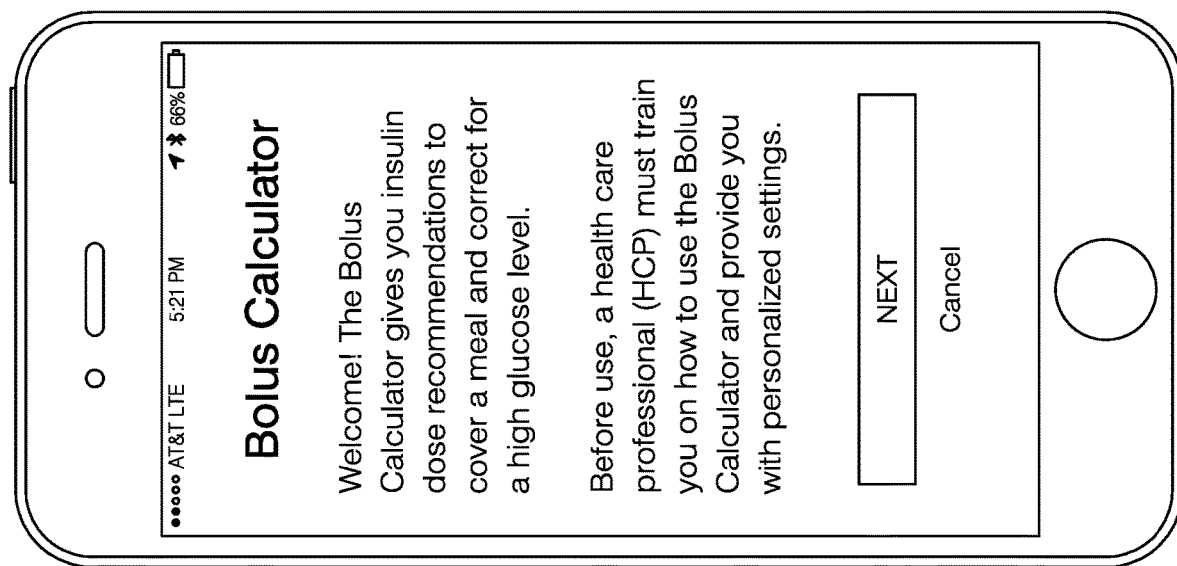 ●●●●● AT&T LTE 5:21 PM 66%
Bolus Calculator
Welcome! The Bolus
Calculator gives you insulin
dose recommendations to
cover a meal and correct for
a high glucose level.
Before use, a health care
professional (HCP) must train
you on how to use the Bolus
Calculator and provide you
with personalized settings.
NEXT
Cancel